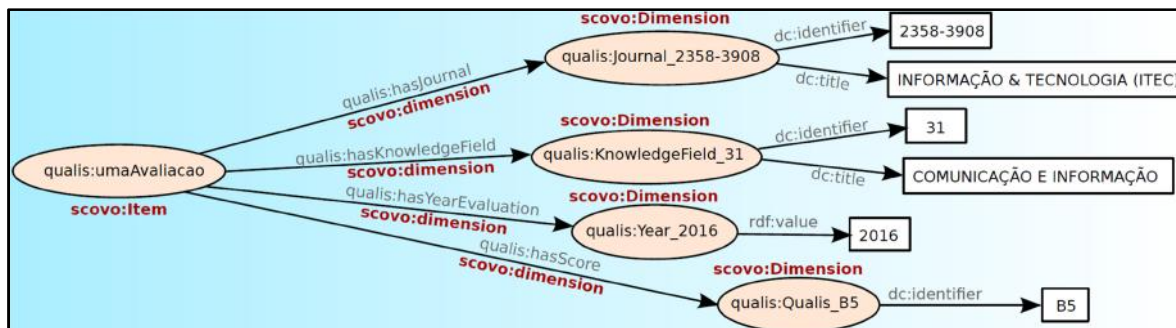 scovo:Dimension
dc:identifier
2358-3908
qualis:Journal_2358-3908
dc:title
INFORMAÇÃO & TECNOLOGIA (ITEC)
qualis:hasJournal
scovo:dimension
scovo:Dimension
dc:identifier
31
qualis:hasKnowledgeField
qualis:KnowledgeField_31
scovo:dimension
dc:title
COMUNICAÇÃO E INFORMAÇÃO
qualis:umaAvaliacao
scovo:Item
qualis:hasYearEvaluation
scovo:dimension
scovo:Dimension
qualis:Year_2016
rdf:value
2016
qualis:hasScore
scovo:dimension
scovo:Dimension
qualis:Qualis_B5
dc:identifier
B5